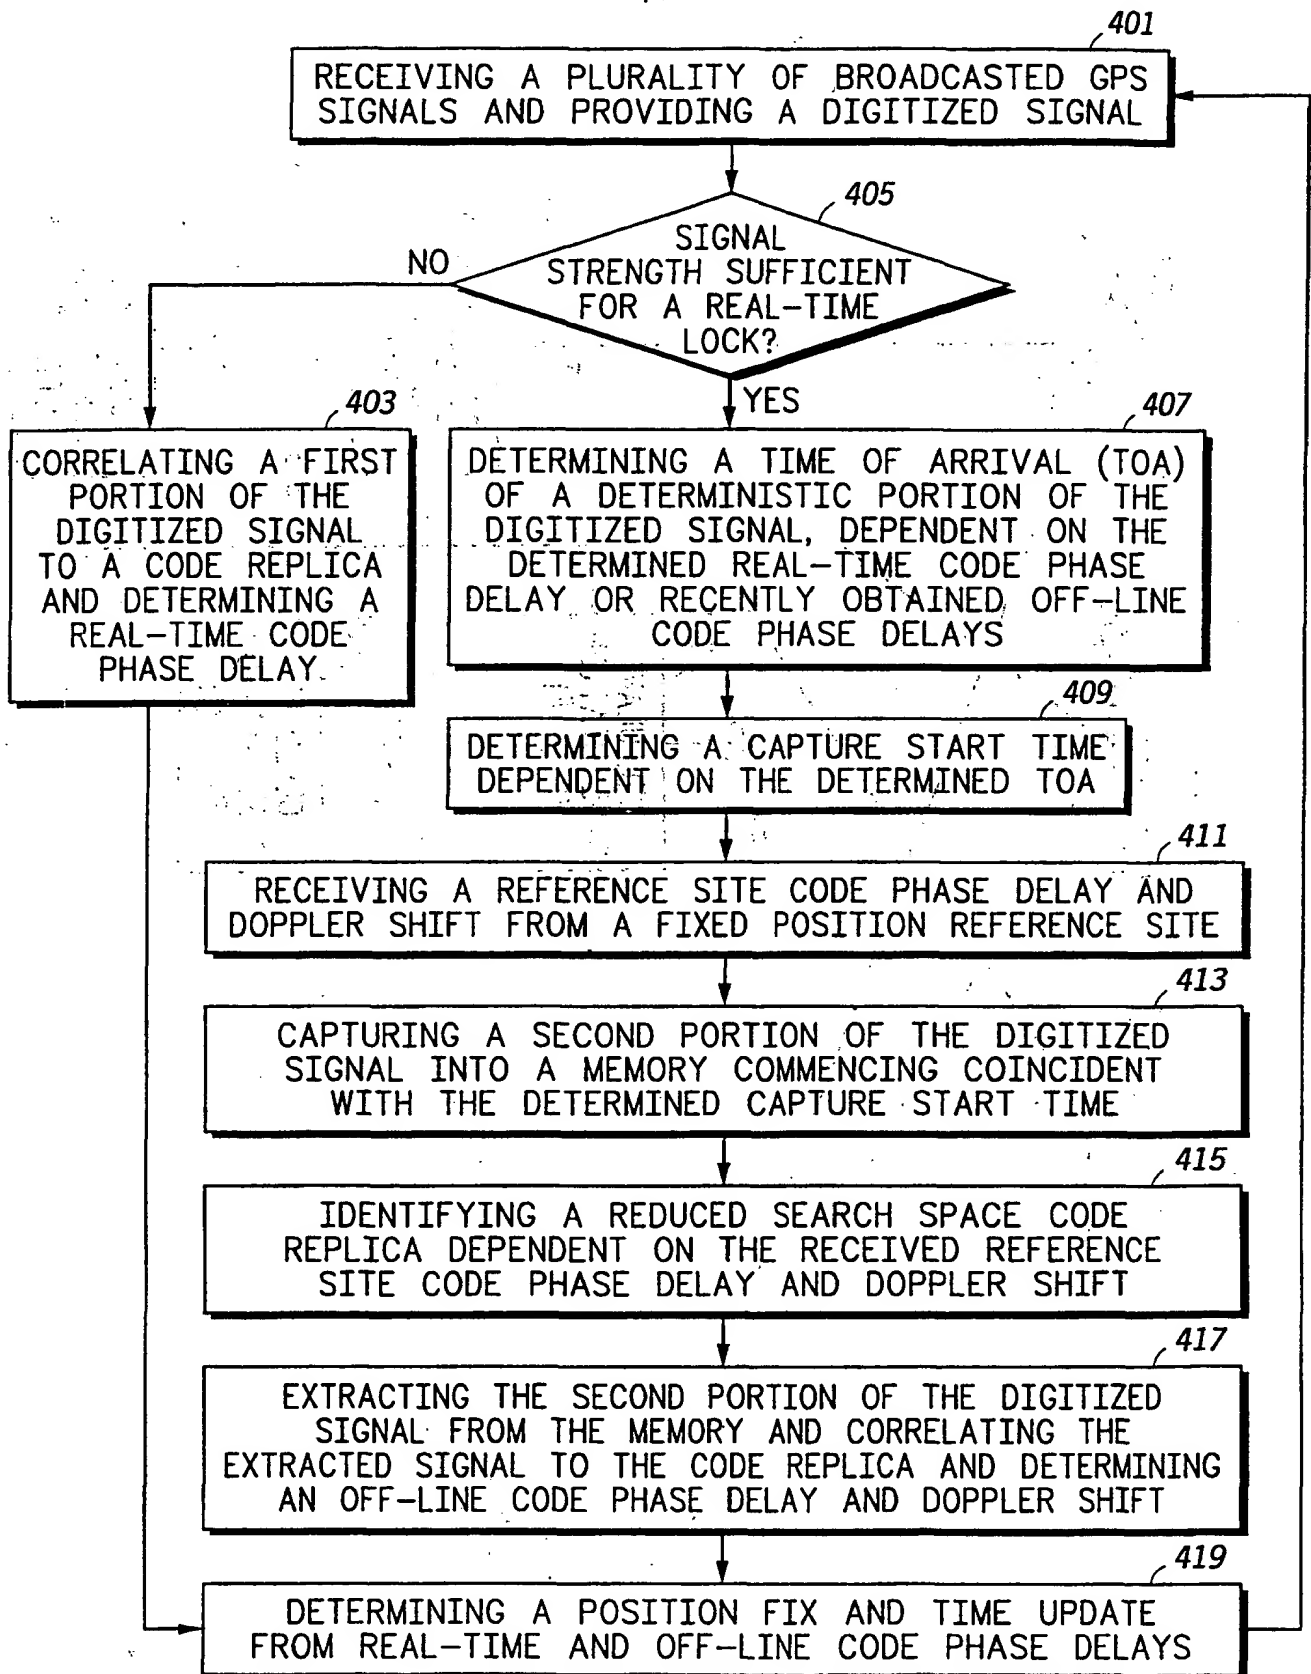 401
RECEIVING A PLURALITY OF BROADCASTED GPS
SIGNALS AND PROVIDING A DIGITIZED SIGNAL
405
SIGNAL
STRENGTH SUFFICIENT
FOR A REAL-TIME
LOCK?
NO
YES
403
CORRELATING A FIRST
PORTION OF THE
DIGITIZED SIGNAL
TO A CODE REPLICA
AND DETERMINING A
REAL-TIME CODE
PHASE DELAY
407
DETERMINING A TIME OF ARRIVAL (TOA)
OF A DETERMINISTIC PORTION OF THE
DIGITIZED SIGNAL, DEPENDENT ON THE
DETERMINED REAL-TIME CODE PHASE
DELAY OR RECENTLY OBTAINED OFF-LINE
CODE PHASE DELAYS
409
DETERMINING A CAPTURE START TIME
DEPENDENT ON THE DETERMINED TOA
411
RECEIVING A REFERENCE SITE CODE PHASE DELAY AND
DOPPLER SHIFT FROM A FIXED POSITION REFERENCE SITE
413
CAPTURING A SECOND PORTION OF THE DIGITIZED
SIGNAL INTO A MEMORY COMMENCING COINCIDENT
WITH THE DETERMINED CAPTURE START TIME
415
IDENTIFYING A REDUCED SEARCH SPACE CODE
REPLICA DEPENDENT ON THE RECEIVED REFERENCE
SITE CODE PHASE DELAY AND DOPPLER SHIFT
417
EXTRACTING THE SECOND PORTION OF THE DIGITIZED
SIGNAL FROM THE MEMORY AND CORRELATING THE
EXTRACTED SIGNAL TO THE CODE REPLICA AND DETERMINING
AN OFF-LINE CODE PHASE DELAY AND DOPPLER SHIFT
419
DETERMINING A POSITION FIX AND TIME UPDATE
FROM REAL-TIME AND OFF-LINE CODE PHASE DELAYS